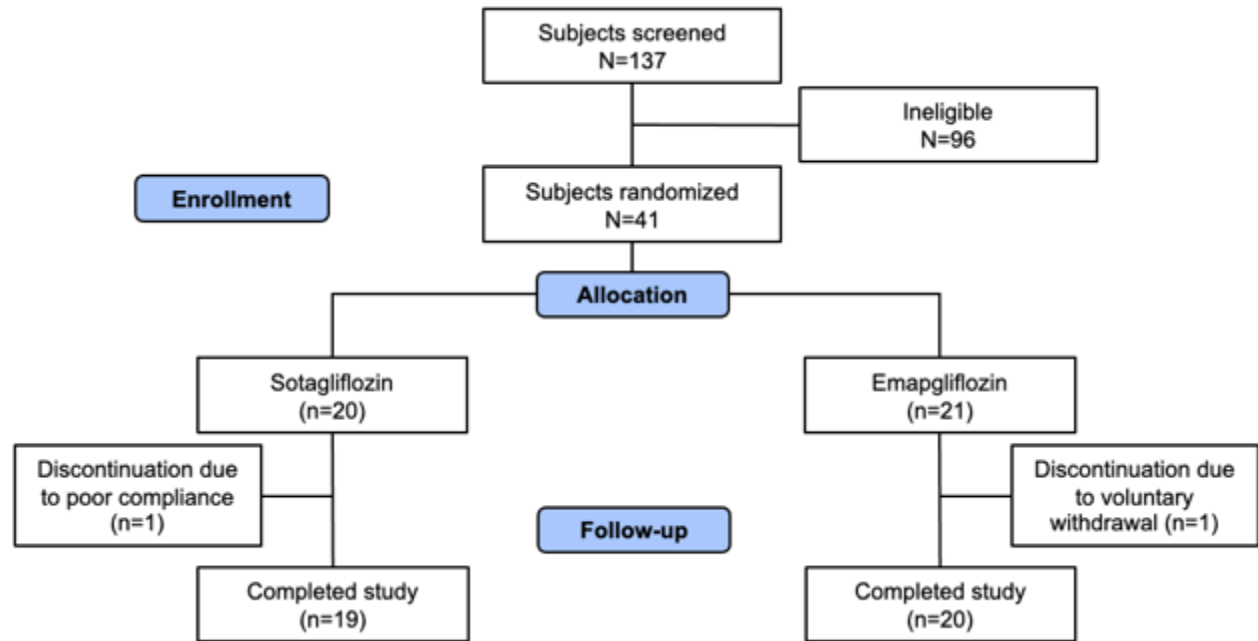 Subjects screened
N=137
Ineligible
N=96
Enrollment
Subjects randomized
N=41
Allocation
Sotagliflozin
(n=20)
Emapgliflozin
(n=21)
Discontinuation due
to poor compliance
(n=1)
Discontinuation due
to voluntary
withdrawal (n=1)
Follow-up
Completed study
(n=19)
Completed study
(n=20)